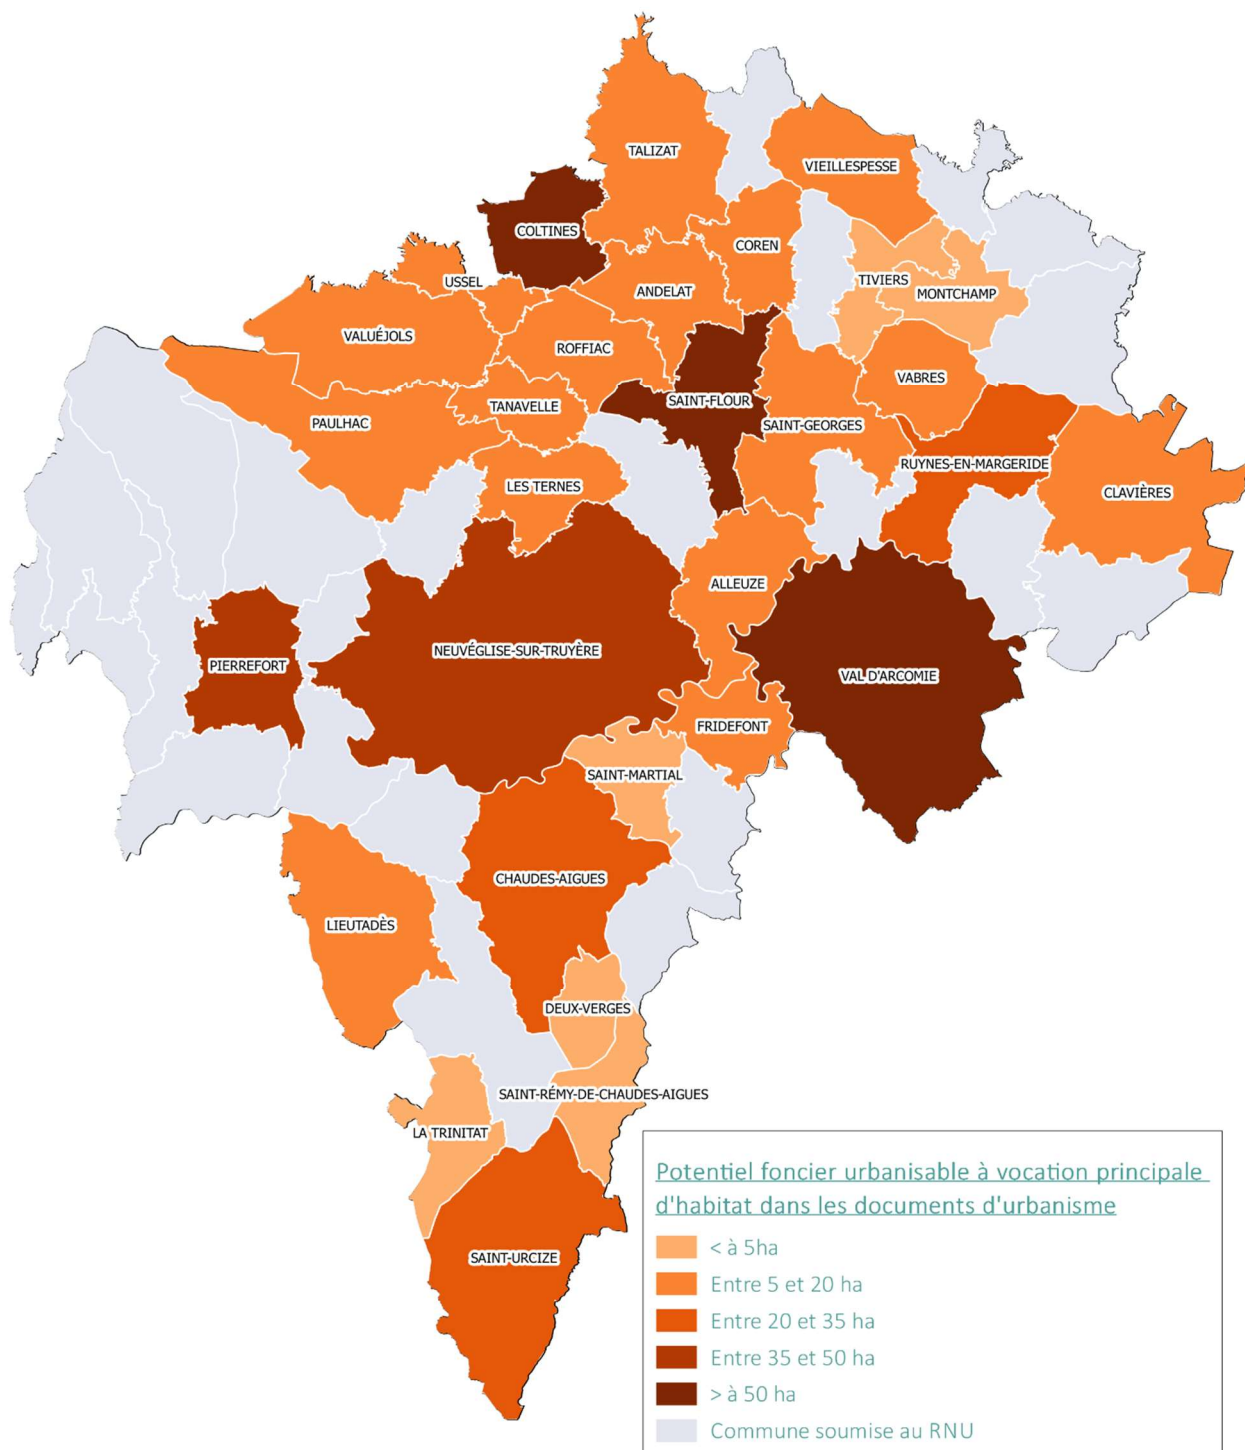 TALIZAT
VIEILLESPESSE
COLTINES
COREN
USSEL
ANDELAT
TIVIERS
MONTCHAMP
VALUÉJOLS
ROFFIAC
VABRES
SAINT-FLOUR
TANAVELLE
PAULHAC
SAINT-GEORGES
RUYNES-EN-MARGERIDE
LES TERNES
CLAVIÈRES
ALLEUZE
NEUVÉGLISE-SUR-TRUYÈRE
PIERREFORT
VAL D'ARCOMIE
FRIDEFONT
SAINT-MARTIAL
CHAUDES-AIGUES
LIEUTADÈS
DEUX-VERGES
SAINT-RÉMY-DE-CHAUDES-AIGUES
LA TRINITAT
SAINT-URCIZE
Potentiel foncier urbanisable à vocation principale
d'habitat dans les documents d'urbanisme
< à 5ha
Entre 5 et 20 ha
Entre 20 et 35 ha
Entre 35 et 50 ha
> à 50 ha
Commune soumise au RNU